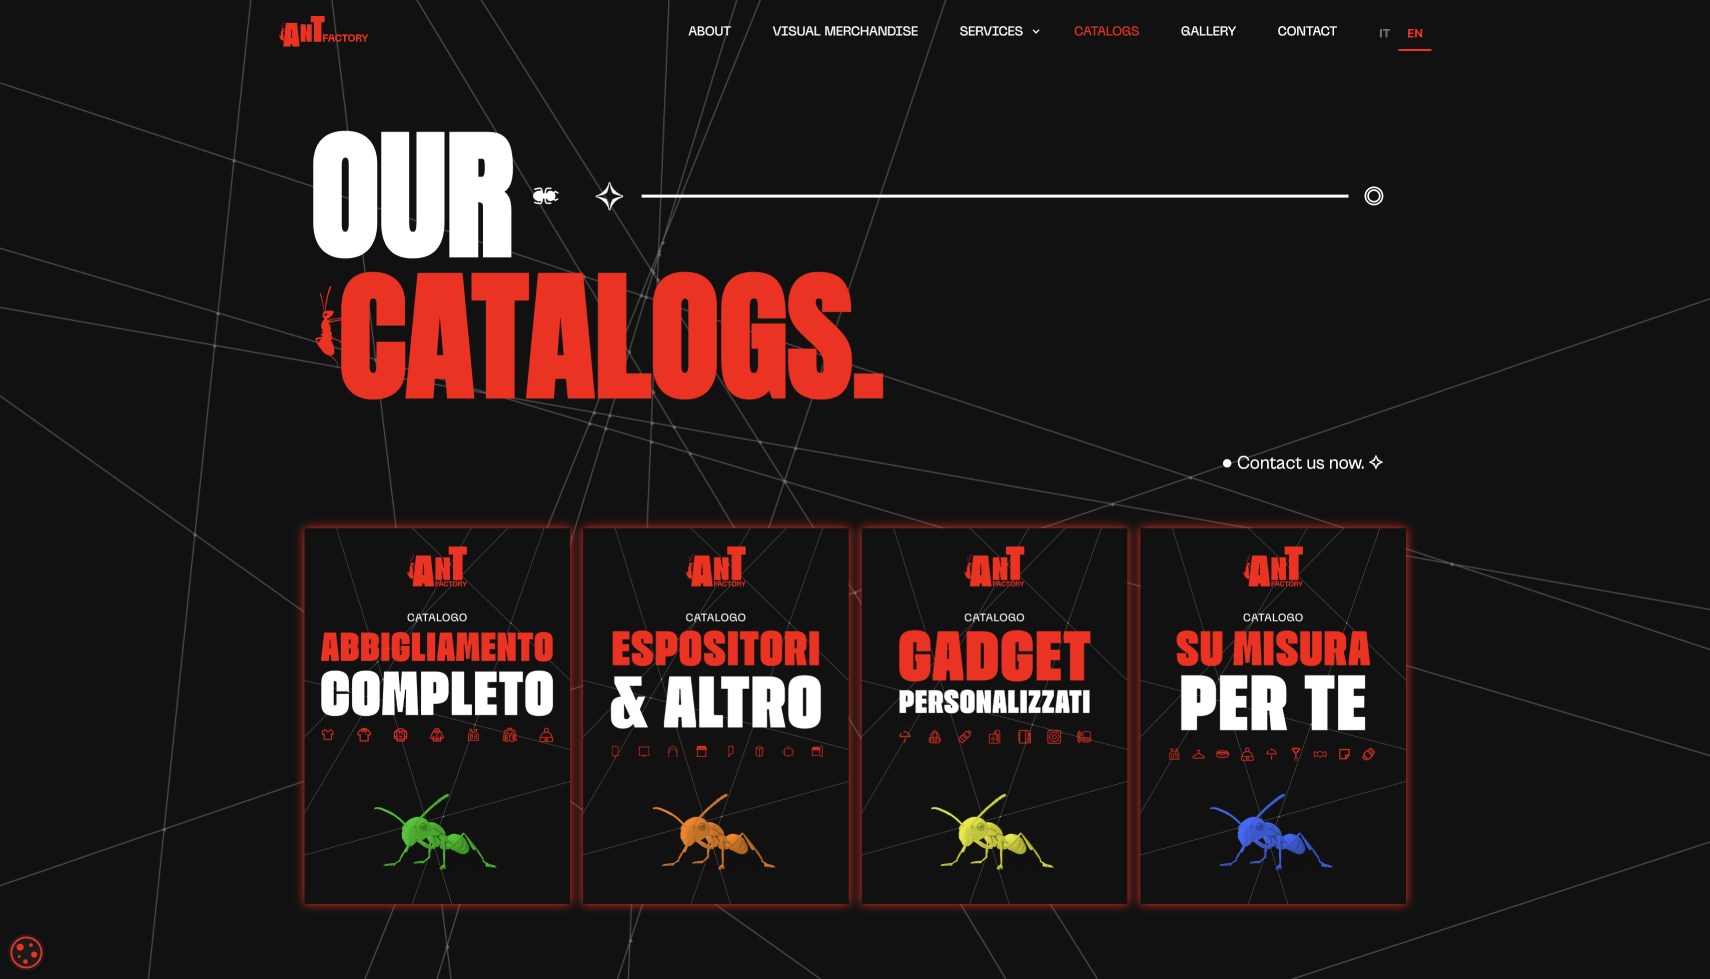 ANT FACTORY
ABOUT VISUAL MERCHANDISE SERVICES CATALOGS GALLERY CONTACT IT EN
OUR
CATALOGS.
Contact us now.
ANT FACTORY
CATALOGO
ABBIGLIAMENTO
COMPLETO
ANT FACTORY
CATALOGO
ESPOSITORI
& ALTRO
ANT FACTORY
CATALOGO
GADGET
PERSONALIZZATI
ANT FACTORY
CATALOGO
SU MISURA
PER TE